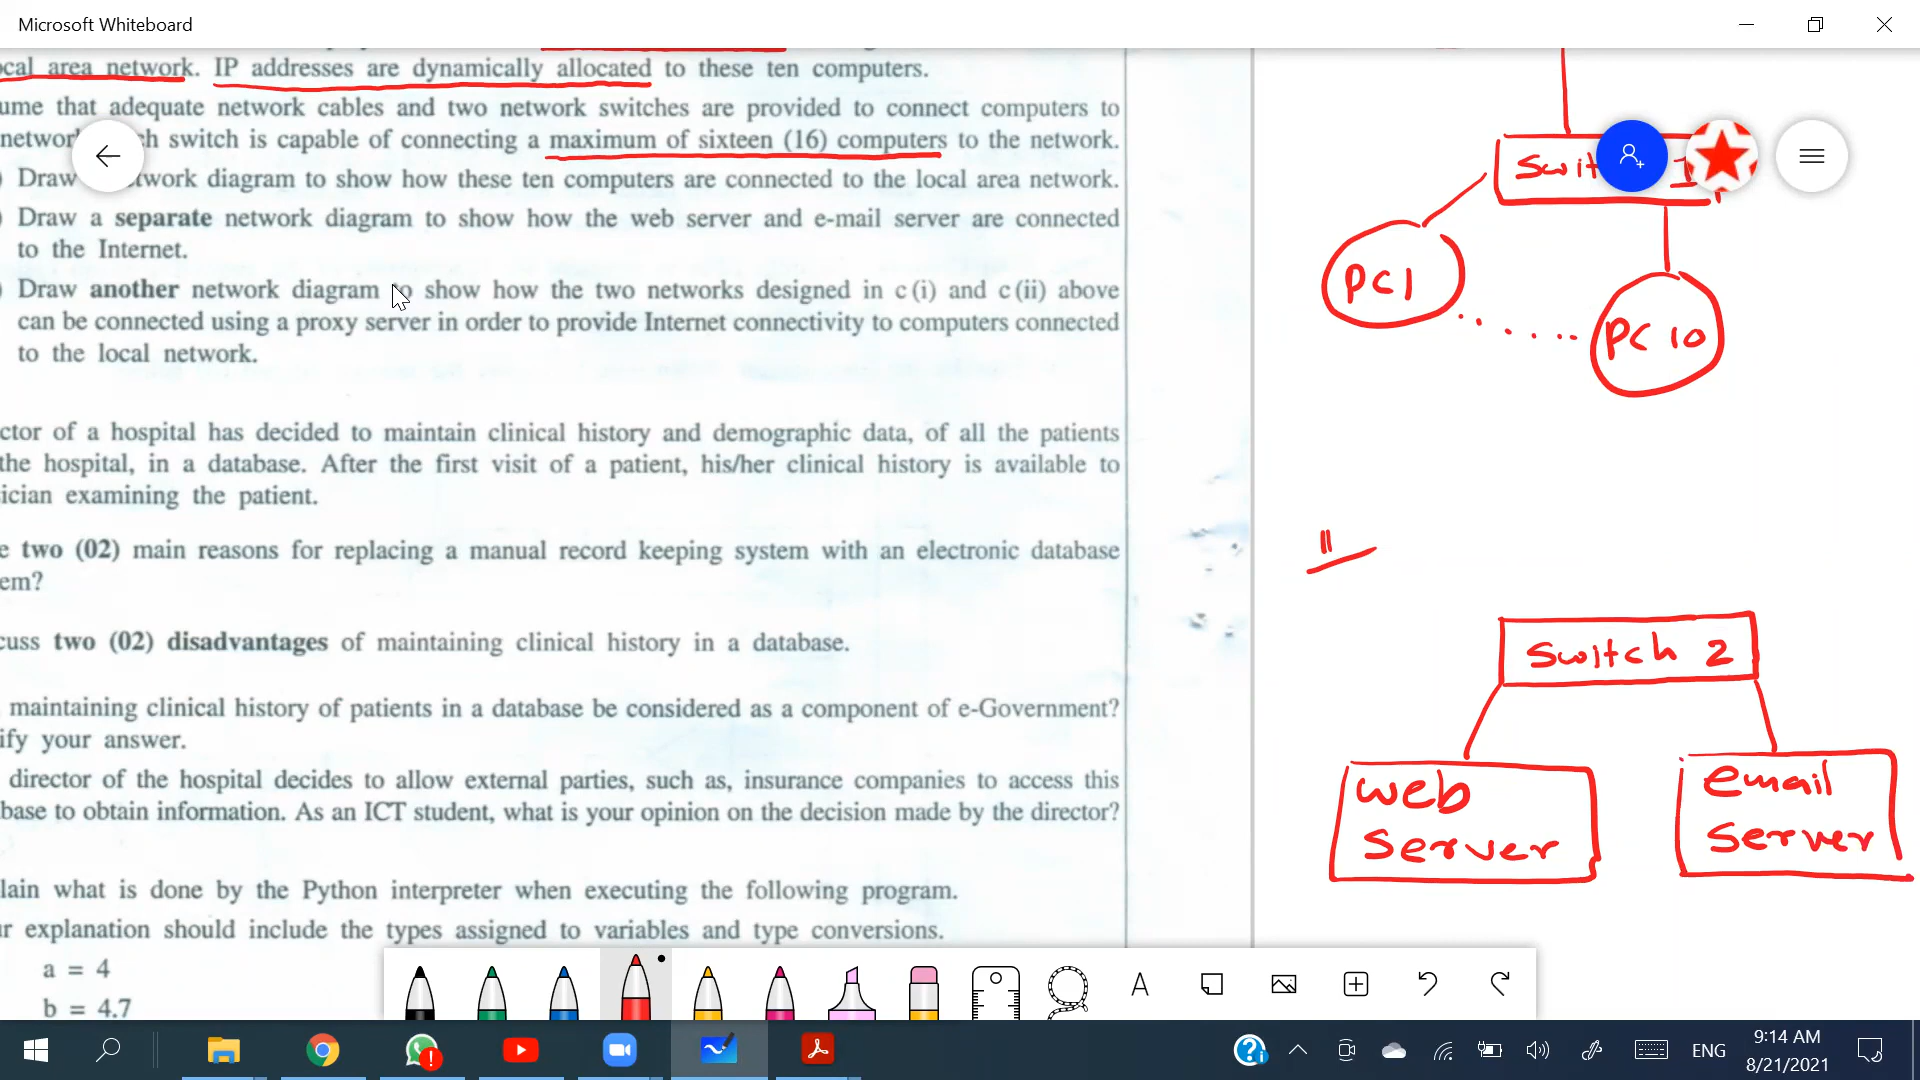 Microsoft Whiteboard
cal area network. IP addresses are dynamically allocated to these ten computers.
ume that adequate network cables and two network switches are provided to connect computers to
networ h switch is capable of connecting a maximum of sixteen (16) computers to the network.
Draw twork diagram to show how these ten computers are connected to the local area network.
Draw a separate network diagram to show how the web server and e-mail server are connected
to the Internet.
Draw another network diagram to show how the two networks designed in c (i) and c (ii) above
can be connected using a proxy server in order to provide Internet connectivity to computers connected
to the local network.
ctor of a hospital has decided to maintain clinical history and demographic data, of all the patients
the hospital, in a database. After the first visit of a patient, his/her clinical history is available to
ician examining the patient.
e two (02) main reasons for replacing a manual record keeping system with an electronic database
em?
cuss two (02) disadvantages of maintaining clinical history in a database.
maintaining clinical history of patients in a database be considered as a component of e-Government?
ify your answer.
director of the hospital decides to allow external parties, such as, insurance companies to access this
base to obtain information. As an ICT student, what is your opinion on the decision made by the director?
lain what is done by the Python interpreter when executing the following program.
r explanation should include the types assigned to variables and type conversions.
a = 4
b = 4.7
Swit 1
PC1
PC 10
11
Switch 2
web
server
email
server
A
ENG
9:14 AM
8/21/2021